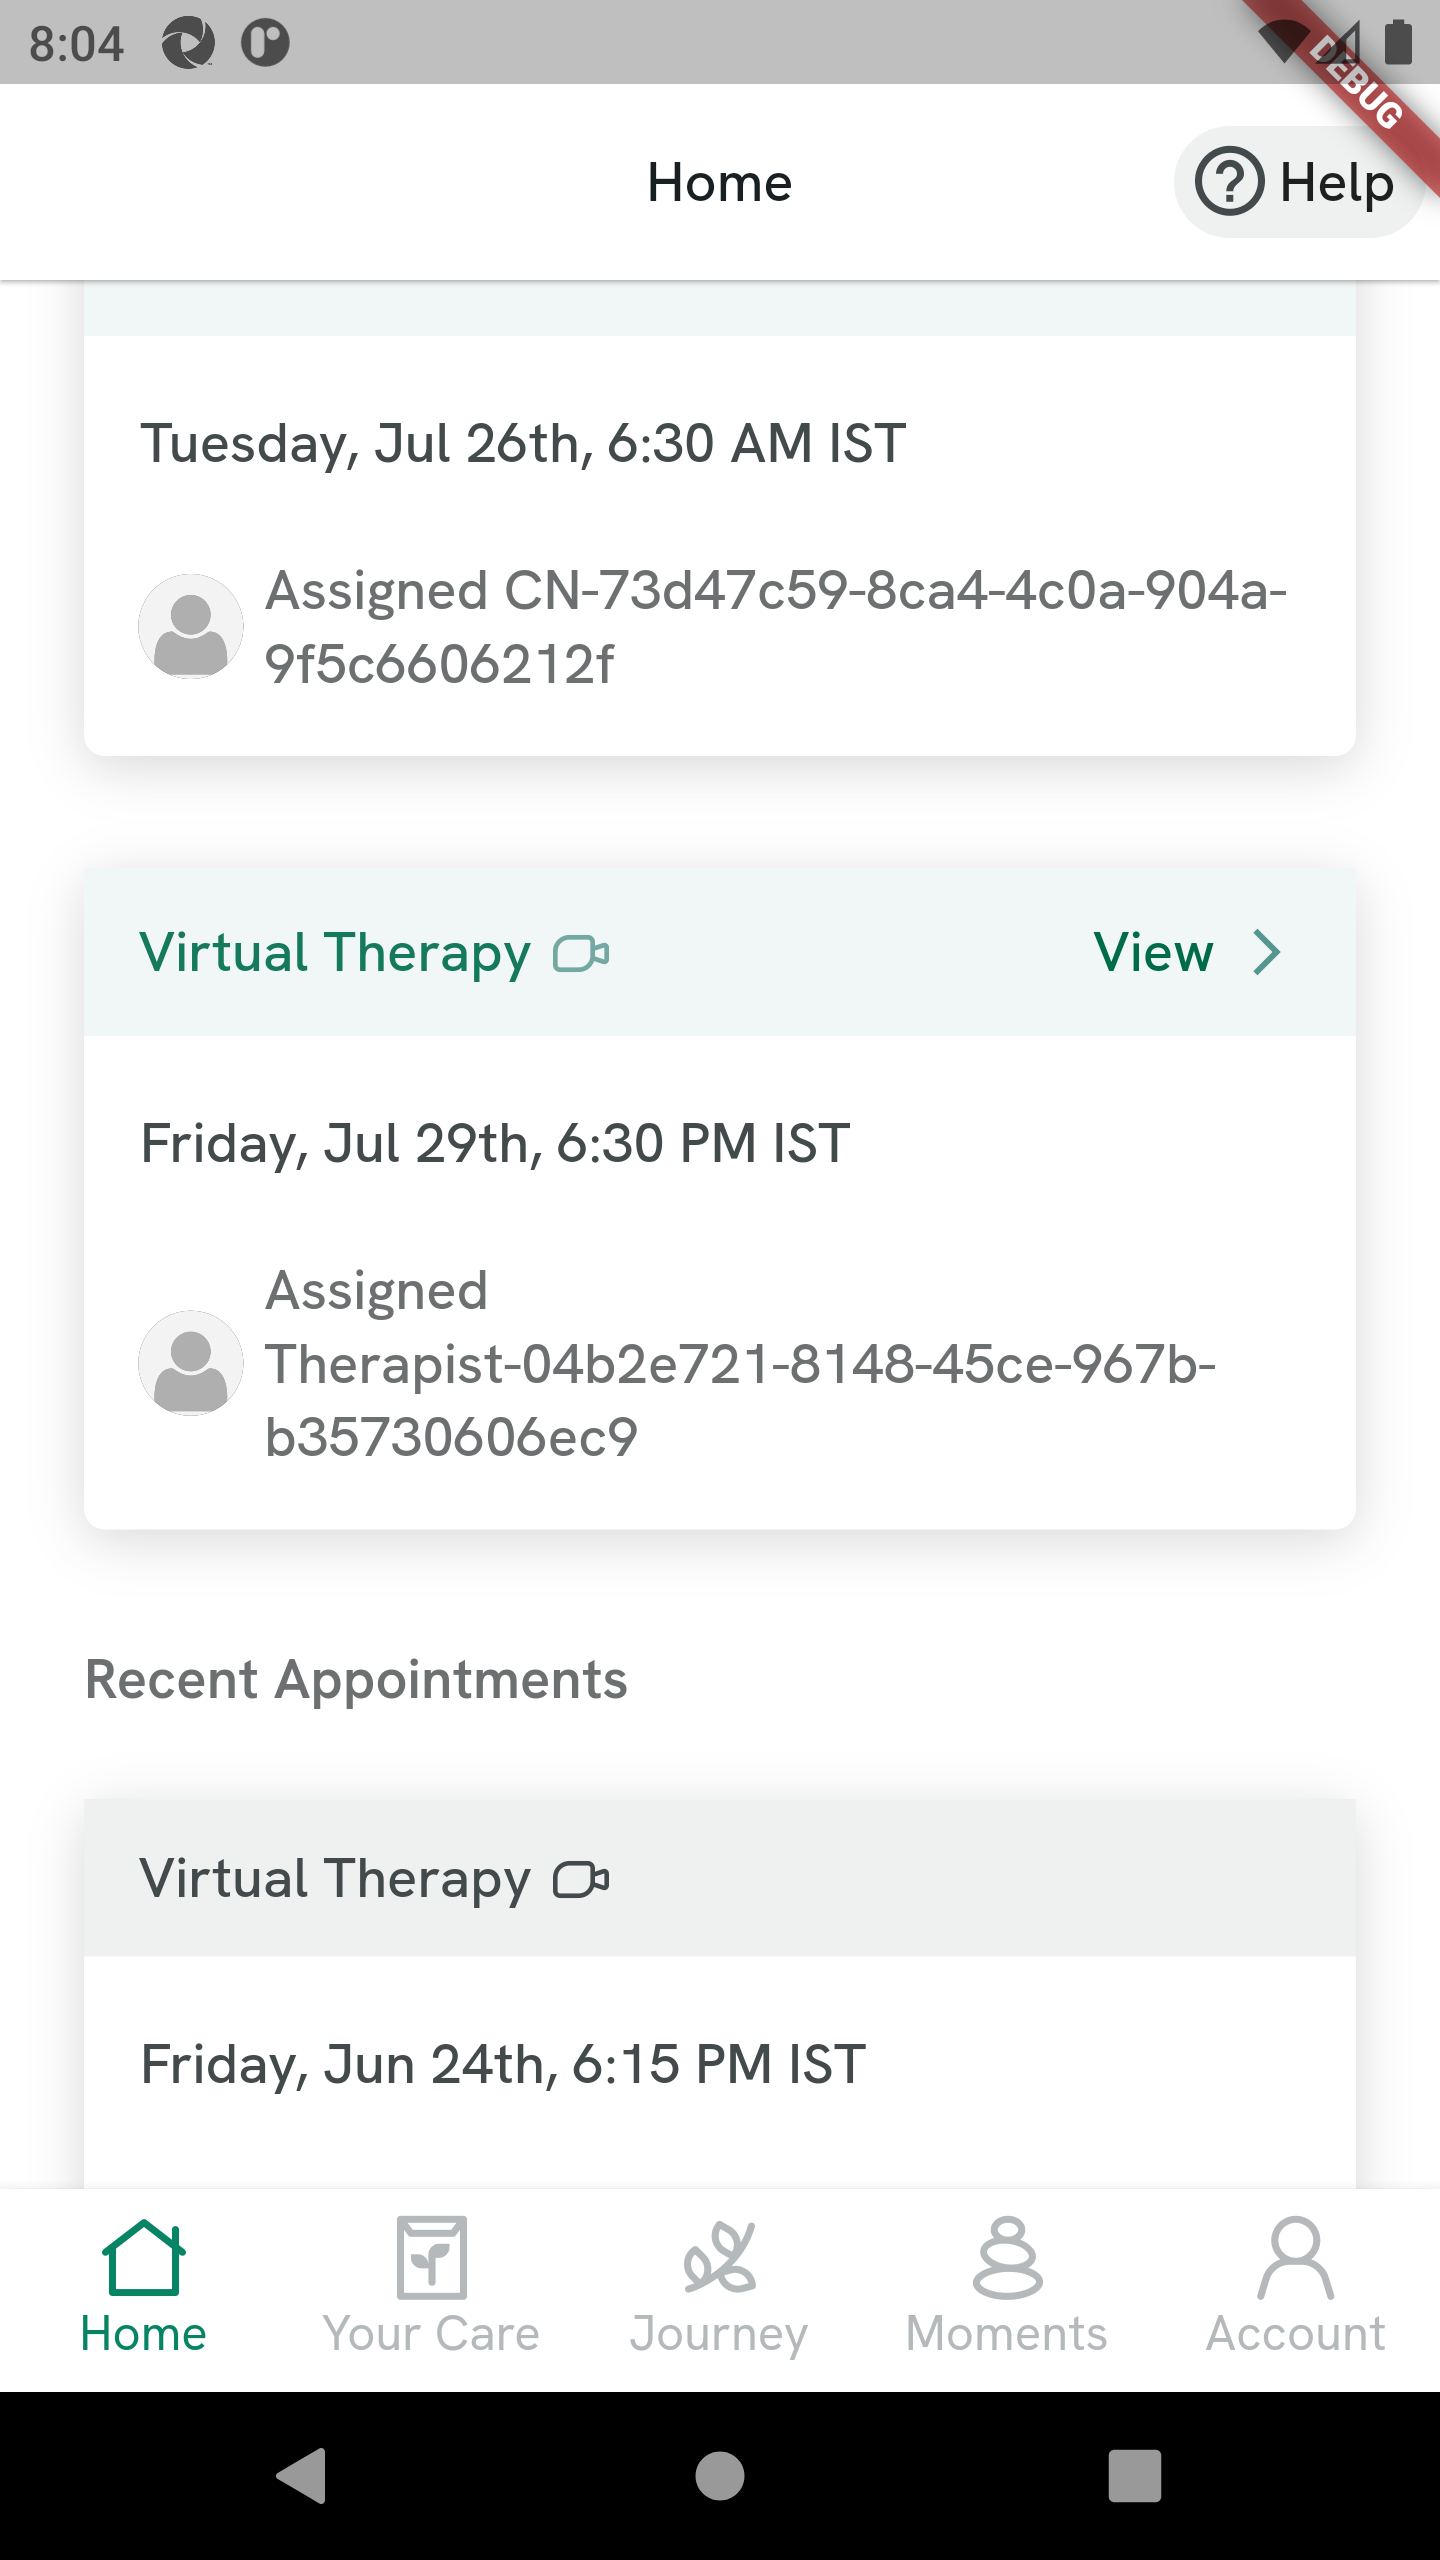 8:04
DEBUG
Home
Help
Tuesday, Jul 26th, 6:30 AM IST
Assigned CN-73d47c59-8ca4-4c0a-904a-
9f5c6606212f
Virtual Therapy
View
Friday, Jul 29th, 6:30 PM IST
Assigned
Therapist-04b2e721-8148-45ce-967b-
b35730606ec9
Recent Appointments
Virtual Therapy
Friday, Jun 24th, 6:15 PM IST
Home
Your Care
Journey
Moments
Account